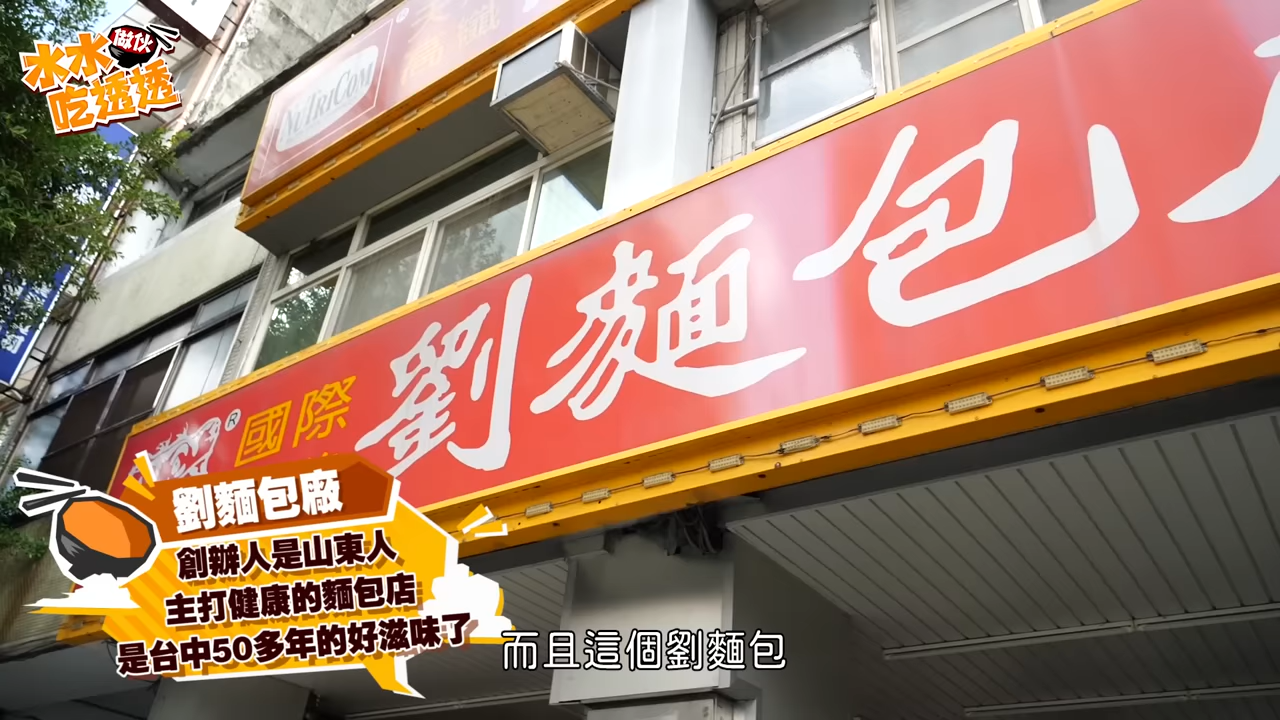 水水做伙
吃透透
NUTRICOM
國際
劉麵包
劉麵包廠
創辦人是山東人
主打健康的麵包店
是台中50多年的好滋味了
而且這個劉麵包